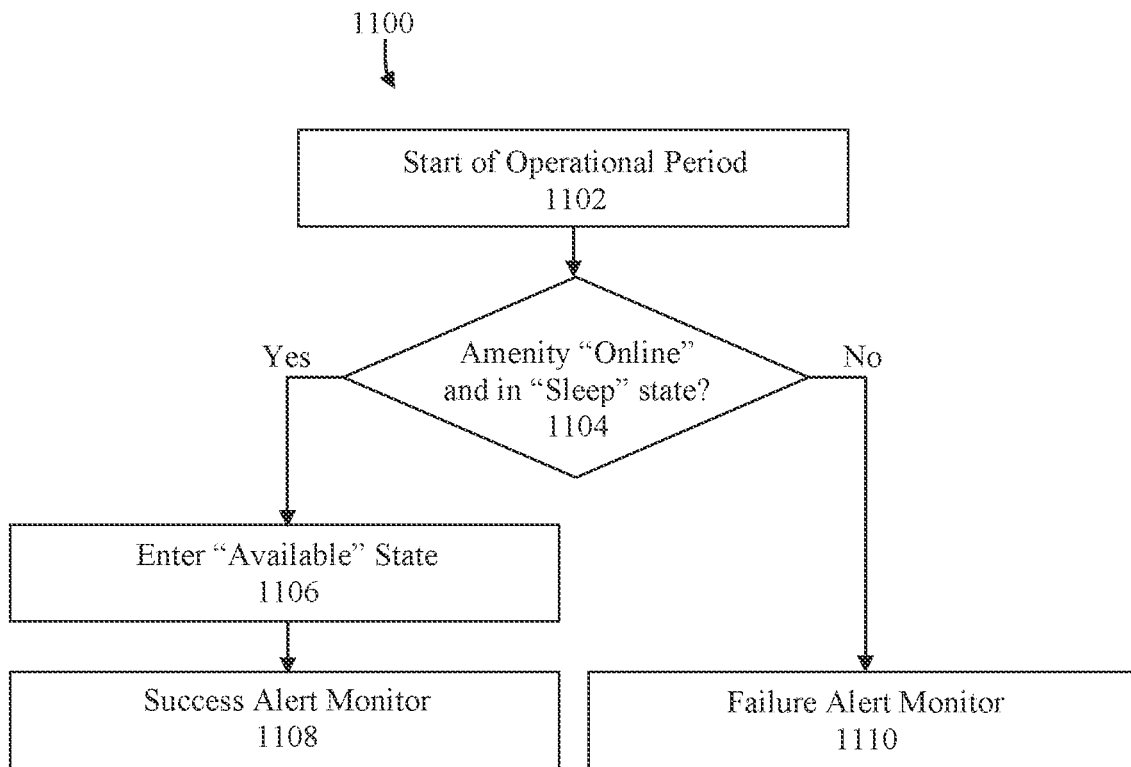 1100
Start of Operational Period
1102
Yes
Amenity “Online”
and in “Sleep” state?
1104
No
Enter “Available” State
1106
Success Alert Monitor
1108
Failure Alert Monitor
1110